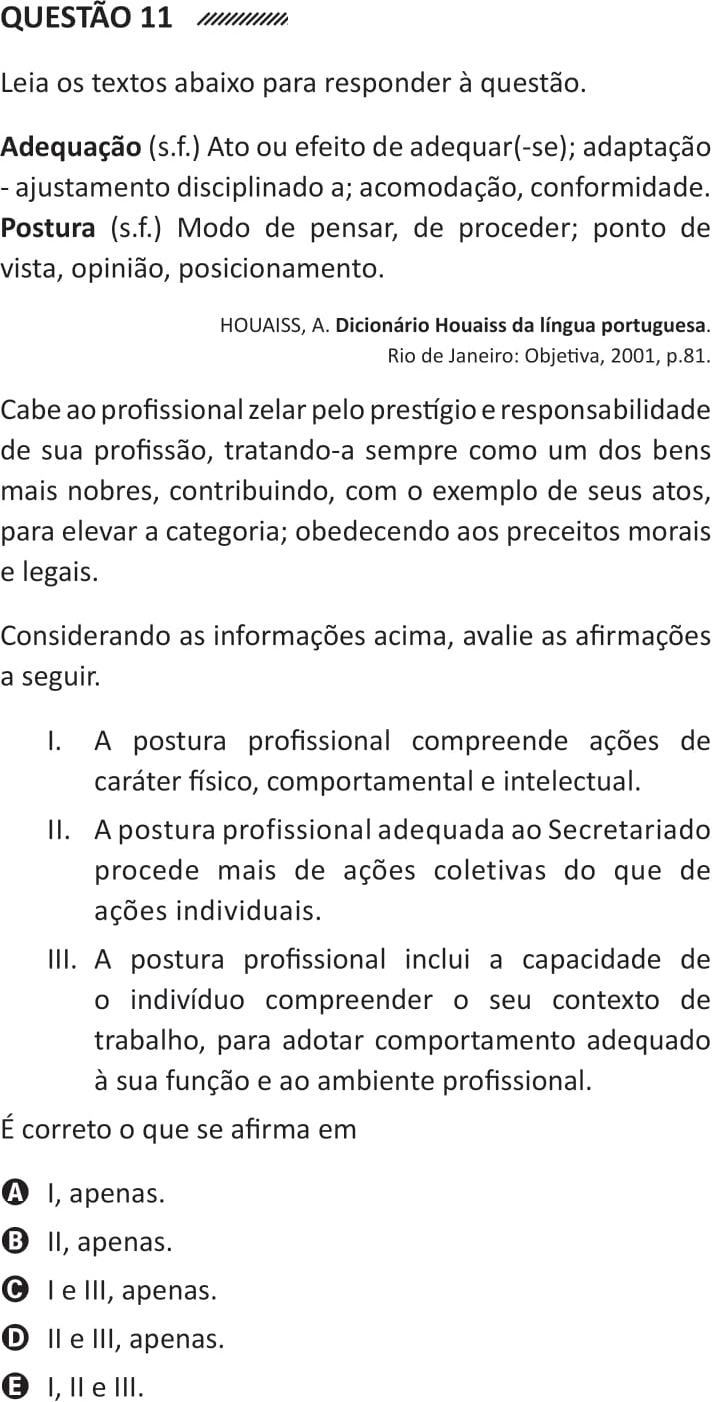 QUESTÃO 11
Leia os textos abaixo para responder à questão.
Adequação (s.f.) Ato ou efeito de adequar(-se); adaptação
- ajustamento disciplinado a; acomodação, conformidade.
Postura (s.f.) Modo de pensar, de proceder; ponto de
vista, opinião, posicionamento.
HOUAISS, A. Dicionário Houaiss da língua portuguesa.
Rio de Janeiro: Objetiva, 2001, p.81.
Cabe ao profissional zelar pelo prestígio e responsabilidade
de sua profissão, tratando-a sempre como um dos bens
mais nobres, contribuindo, com o exemplo de seus atos,
para elevar a categoria; obedecendo aos preceitos morais
e legais.
Considerando as informações acima, avalie as afirmações
a seguir.
I. A postura profissional compreende ações de
caráter físico, comportamental e intelectual.
II. A postura profissional adequada ao Secretariado
procede mais de ações coletivas do que de
ações individuais.
III. A postura profissional inclui a capacidade de
o indivíduo compreender o seu contexto de
trabalho, para adotar comportamento adequado
à sua função e ao ambiente profissional.
É correto o que se afirma em
A I, apenas.
B II, apenas.
C I e III, apenas.
D II e III, apenas.
E I, II e III.